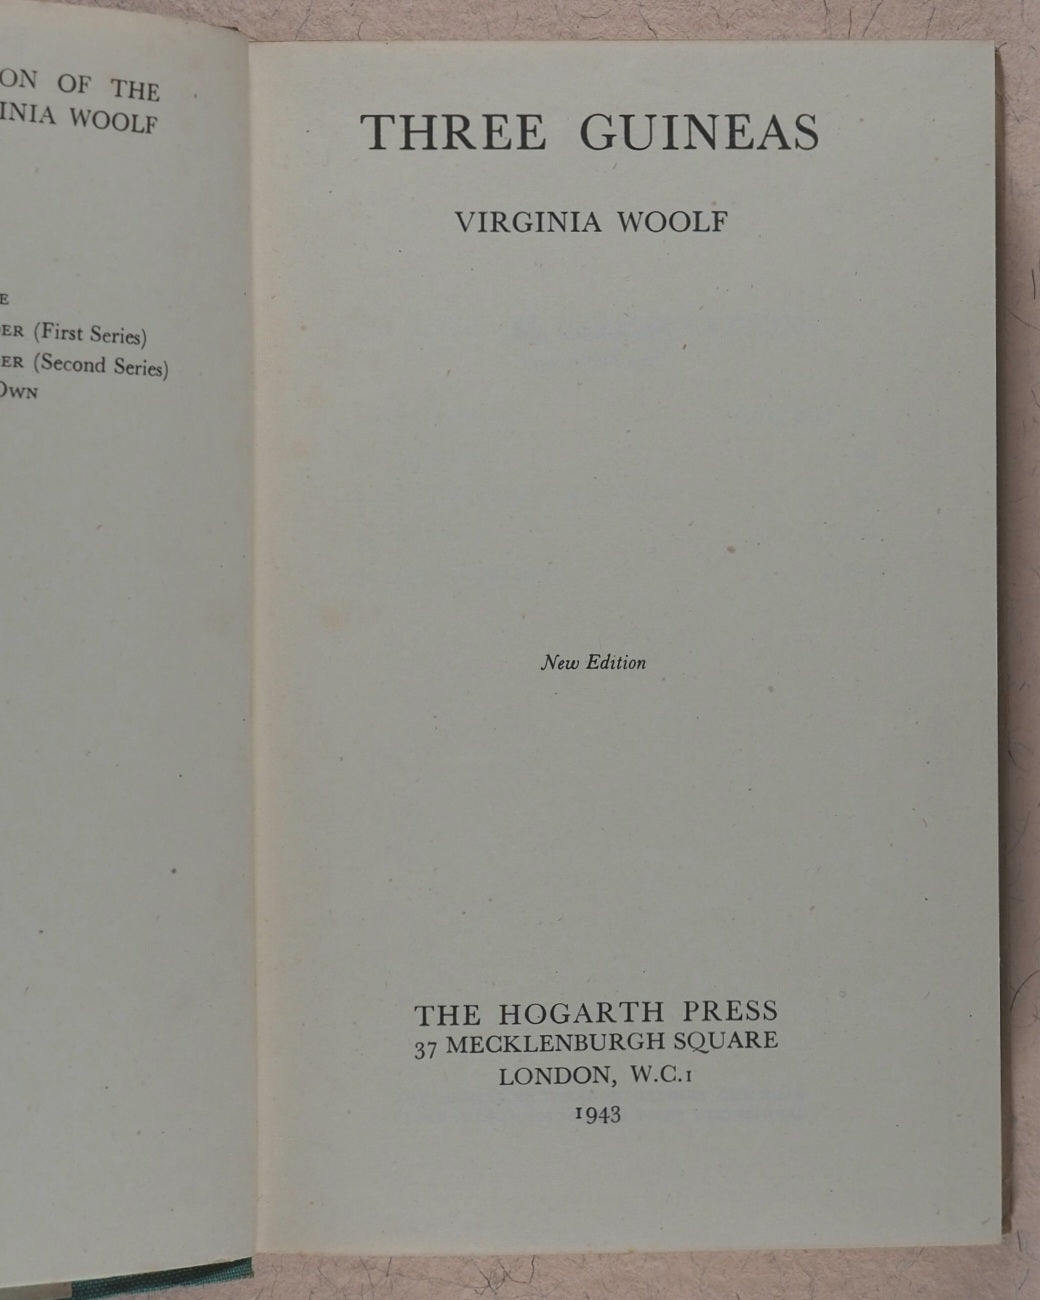 ON OF THE
INIA WOOLF
E
ER (First Series)
ER (Second Series)
OWN
THREE GUINEAS
VIRGINIA WOOLF
New Edition
THE HOGARTH PRESS
37 MECKLENBURGH SQUARE
LONDON, W.C.1
1943